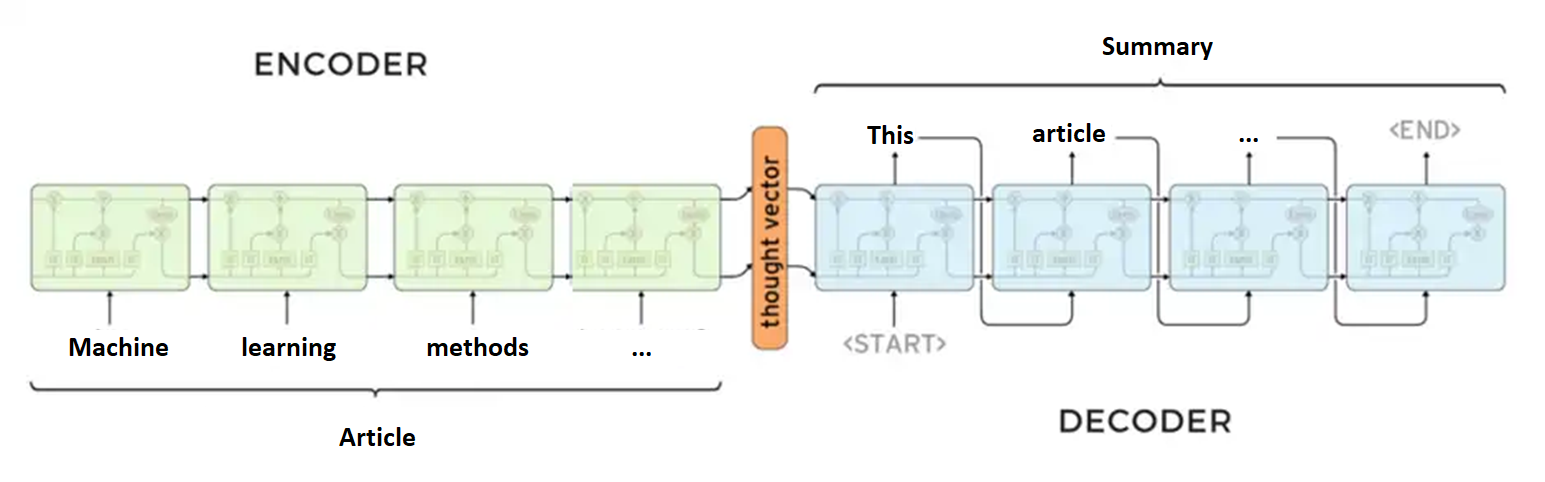 ENCODER
Summary
This
article
...
<END>
thought vector
Machine
learning
methods
...
<START>
Article
DECODER